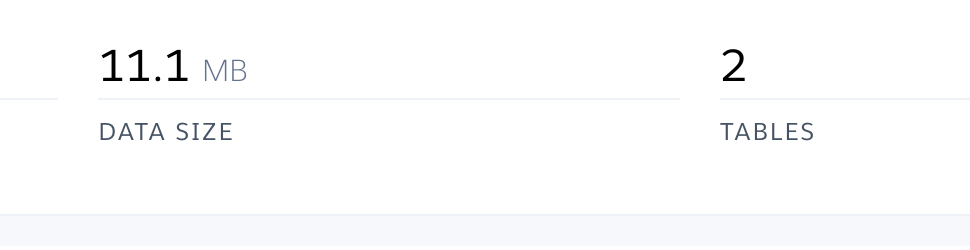 11.1 MB
DATA SIZE
2
TABLES